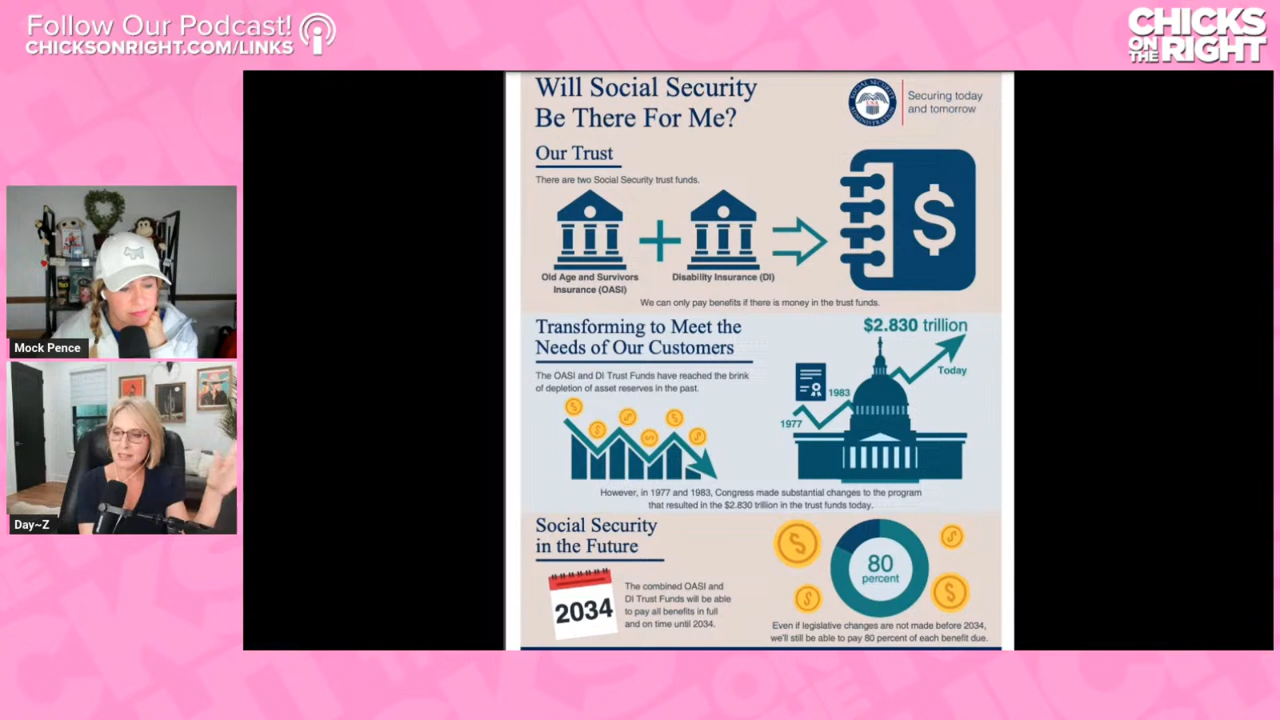 Follow Our Podcast!
CHICKSONRIGHT.COM/LINKS
CHICKS
ON THE RIGHT
Mock Pence
Day~Z
Will Social Security
Be There For Me?
Securing today
and tomorrow
Our Trust
There are two Social Security trust funds.
Old Age and Survivors
Insurance (OASI)
Disability Insurance (DI)
$
We can only pay benefits if there is money in the trust funds.
Transforming to Meet the
Needs of Our Customers
The OASI and DI Trust Funds have reached the brink
of depletion of asset reserves in the past.
$2.830 trillion
Today
1983
1977
However, in 1977 and 1983, Congress made substantial changes to the program
that resulted in the $2.830 trillion in the trust funds today.
Social Security
in the Future
2034
The combined OASI and
DI Trust Funds will be able
to pay all benefits in full
and on time until 2034.
80
percent
Even if legislative changes are not made before 2034,
we'll still be able to pay 80 percent of each benefit due.